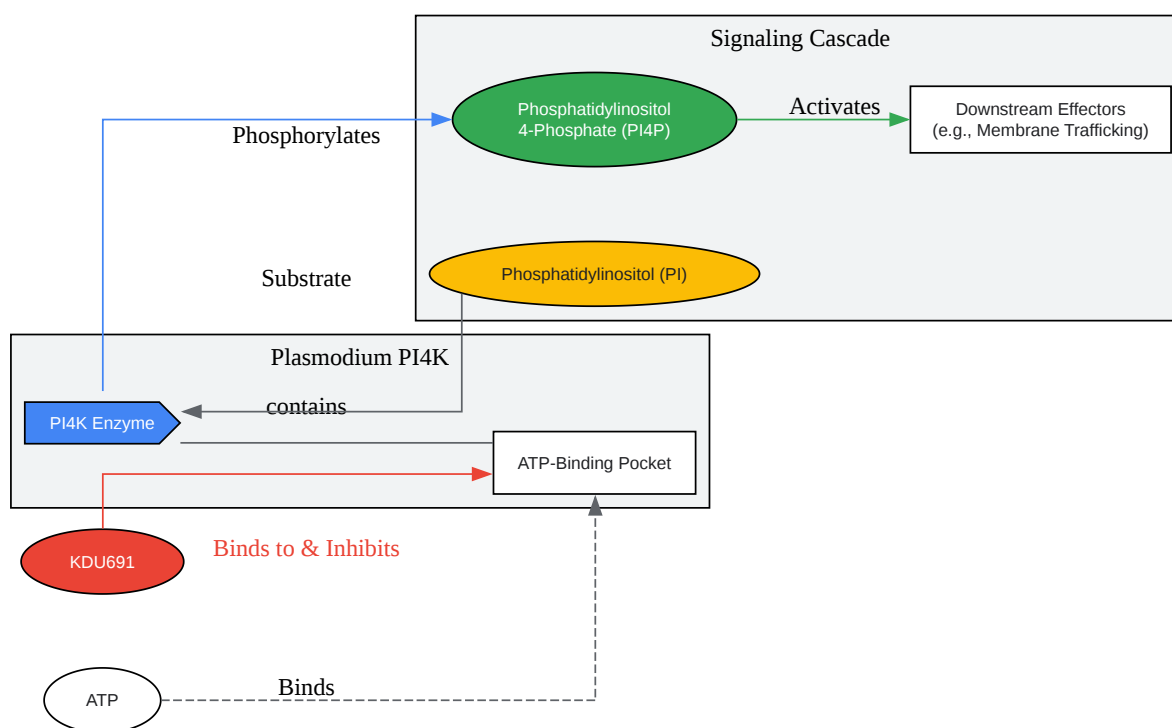 Signaling Cascade
Phosphatidylinositol
4-Phosphate (PI4P)
Activates
Downstream Effectors
(e.g., Membrane Trafficking)
Phosphorylates
Substrate
Phosphatidylinositol (PI)
Plasmodium PI4K
contains
PI4K Enzyme
ATP-Binding Pocket
KDU691
Binds to & Inhibits
ATP
Binds